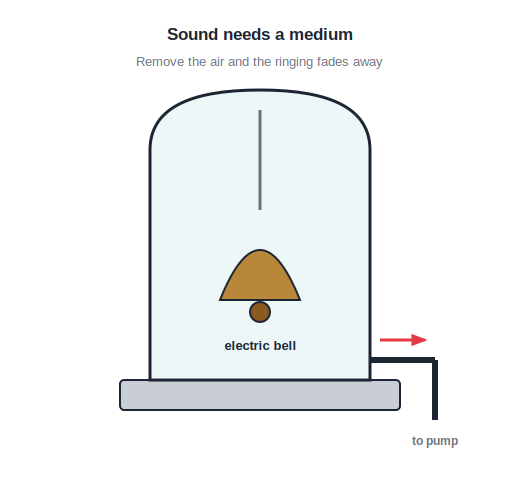 Sound needs a medium
Remove the air and the ringing fades away
electric bell
to pump